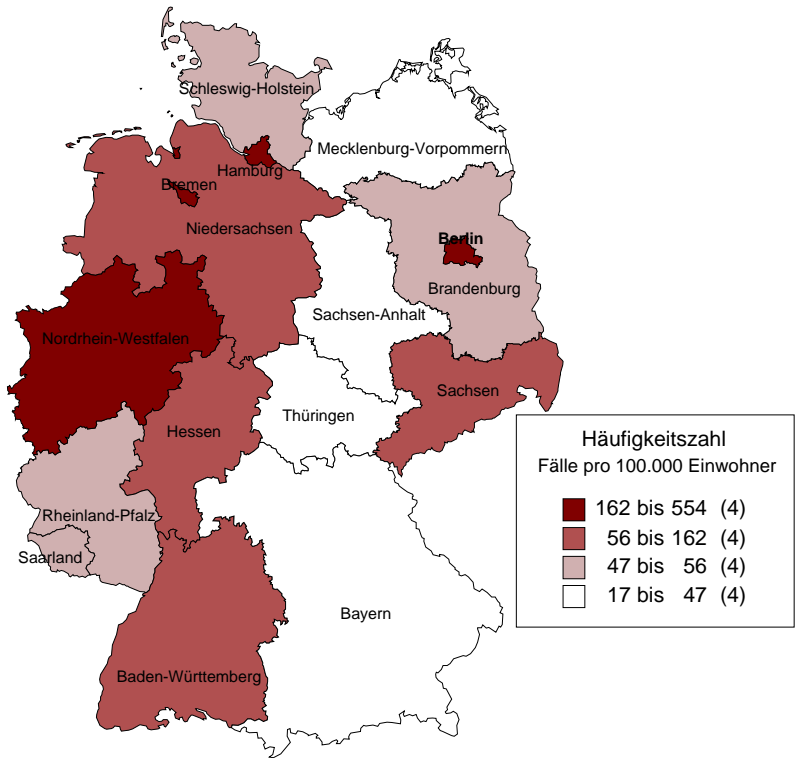 Schleswig-Holstein
Mecklenburg-Vorpommern
Hamburg
Bremen
Niedersachsen
Berlin
Brandenburg
Sachsen-Anhalt
Nordrhein-Westfalen
Sachsen
Thüringen
Hessen
Häufigkeitszahl
Fälle pro 100.000 Einwohner
162 bis 554 (4)
56 bis 162 (4)
47 bis 56 (4)
17 bis 47 (4)
Rheinland-Pfalz
Saarland
Bayern
Baden-Württemberg